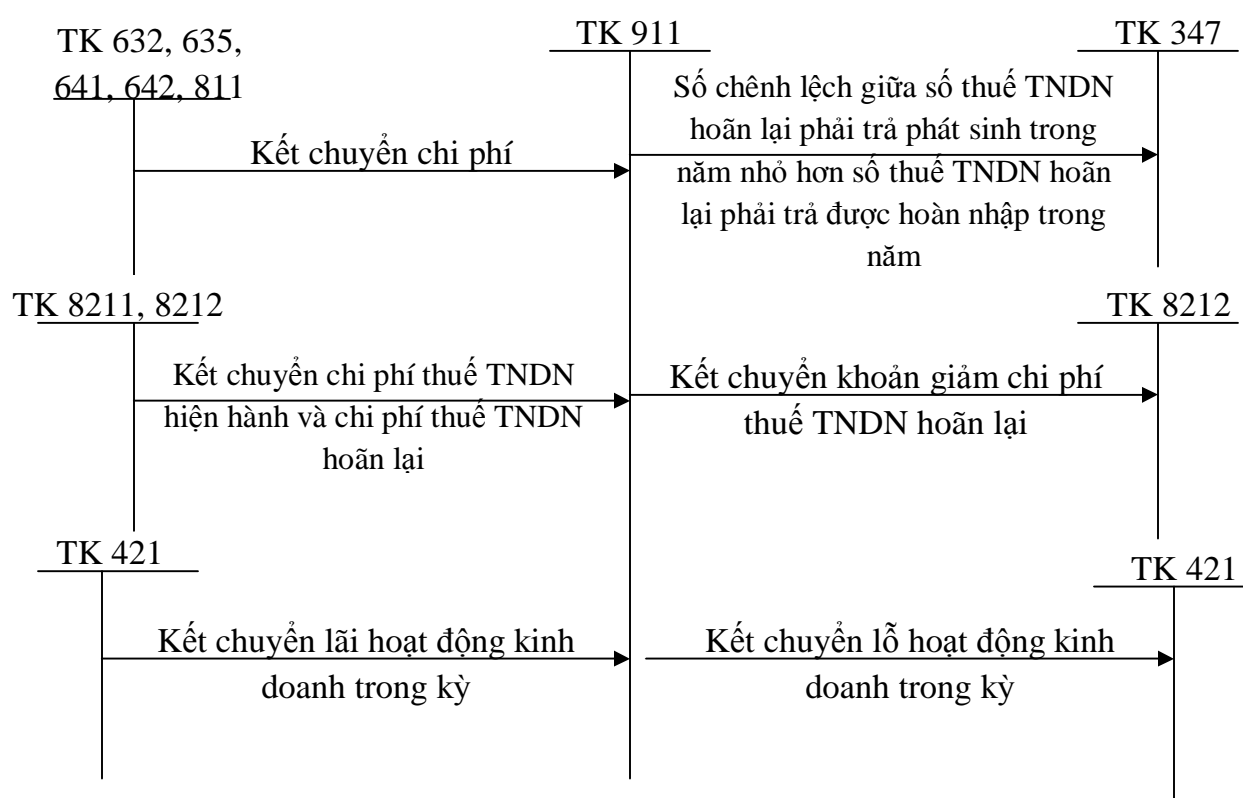 TK 632, 635,
641, 642, 811
TK 911
TK 347
Kết chuyển chi phí
Số chênh lệch giữa số thuế TNDN
hoãn lại phải trả phát sinh trong
năm nhỏ hơn số thuế TNDN hoãn
lại phải trả được hoàn nhập trong
năm
TK 8211, 8212
TK 8212
Kết chuyển chi phí thuế TNDN
hiện hành và chi phí thuế TNDN
hoãn lại
Kết chuyển khoản giảm chi phí
thuế TNDN hoãn lại
TK 421
TK 421
Kết chuyển lãi hoạt động kinh
doanh trong kỳ
Kết chuyển lỗ hoạt động kinh
doanh trong kỳ